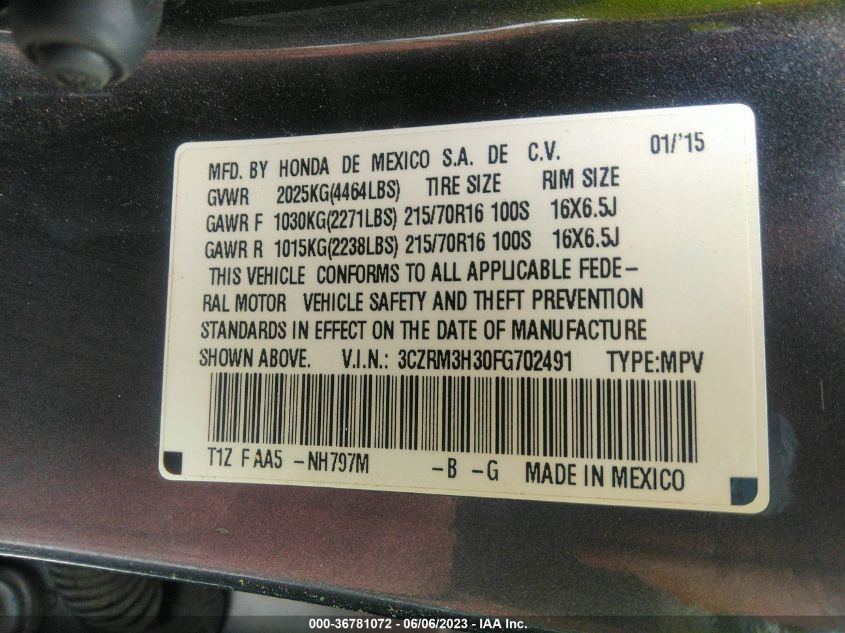 MFD. BY HONDA DE MEXICO S.A. DE C.V. 01/'15
GVWR 2025KG(4464LBS) TIRE SIZE RIM SIZE
GAWR F 1030KG(2271LBS) 215/70R16 100S 16X6.5J
GAWR R 1015KG(2238LBS) 215/70R16 100S 16X6.5J
THIS VEHICLE CONFORMS TO ALL APPLICABLE FEDE-
RAL MOTOR VEHICLE SAFETY AND THEFT PREVENTION
STANDARDS IN EFFECT ON THE DATE OF MANUFACTURE
SHOWN ABOVE. V.I.N.: 3CZRM3H30FG702491 TYPE:MPV
T1Z F AA5 -NH797M -B -G MADE IN MEXICO
000-36781072 - 06/06/2023 - IAA Inc.